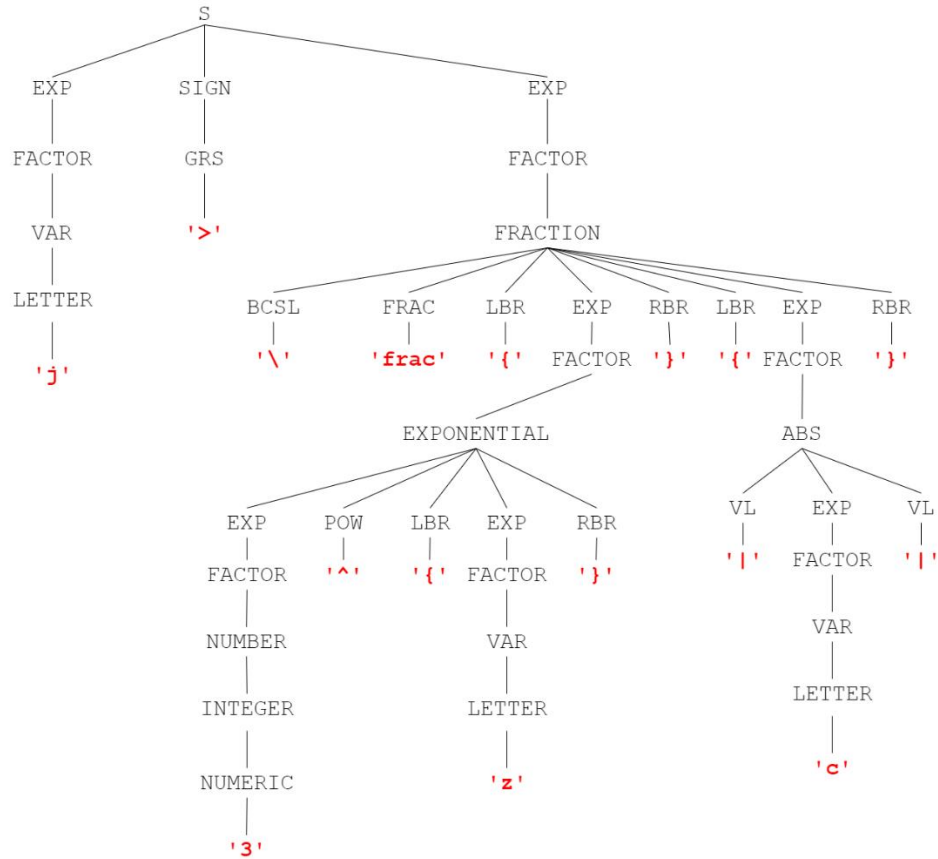 S
EXP SIGN EXP
FACTOR GRS FACTOR
VAR '>' FRACTION
LETTER BCSL FRAC LBR EXP RBR LBR EXP RBR
'j' '\' 'frac' '{' FACTOR '}' '{' FACTOR '}'
EXPONENTIAL ABS
EXP POW LBR EXP RBR VL EXP VL
FACTOR '^' '{' FACTOR '}' '|' FACTOR '|'
NUMBER VAR VAR
INTEGER LETTER LETTER
NUMERIC 'z' 'c'
'3'